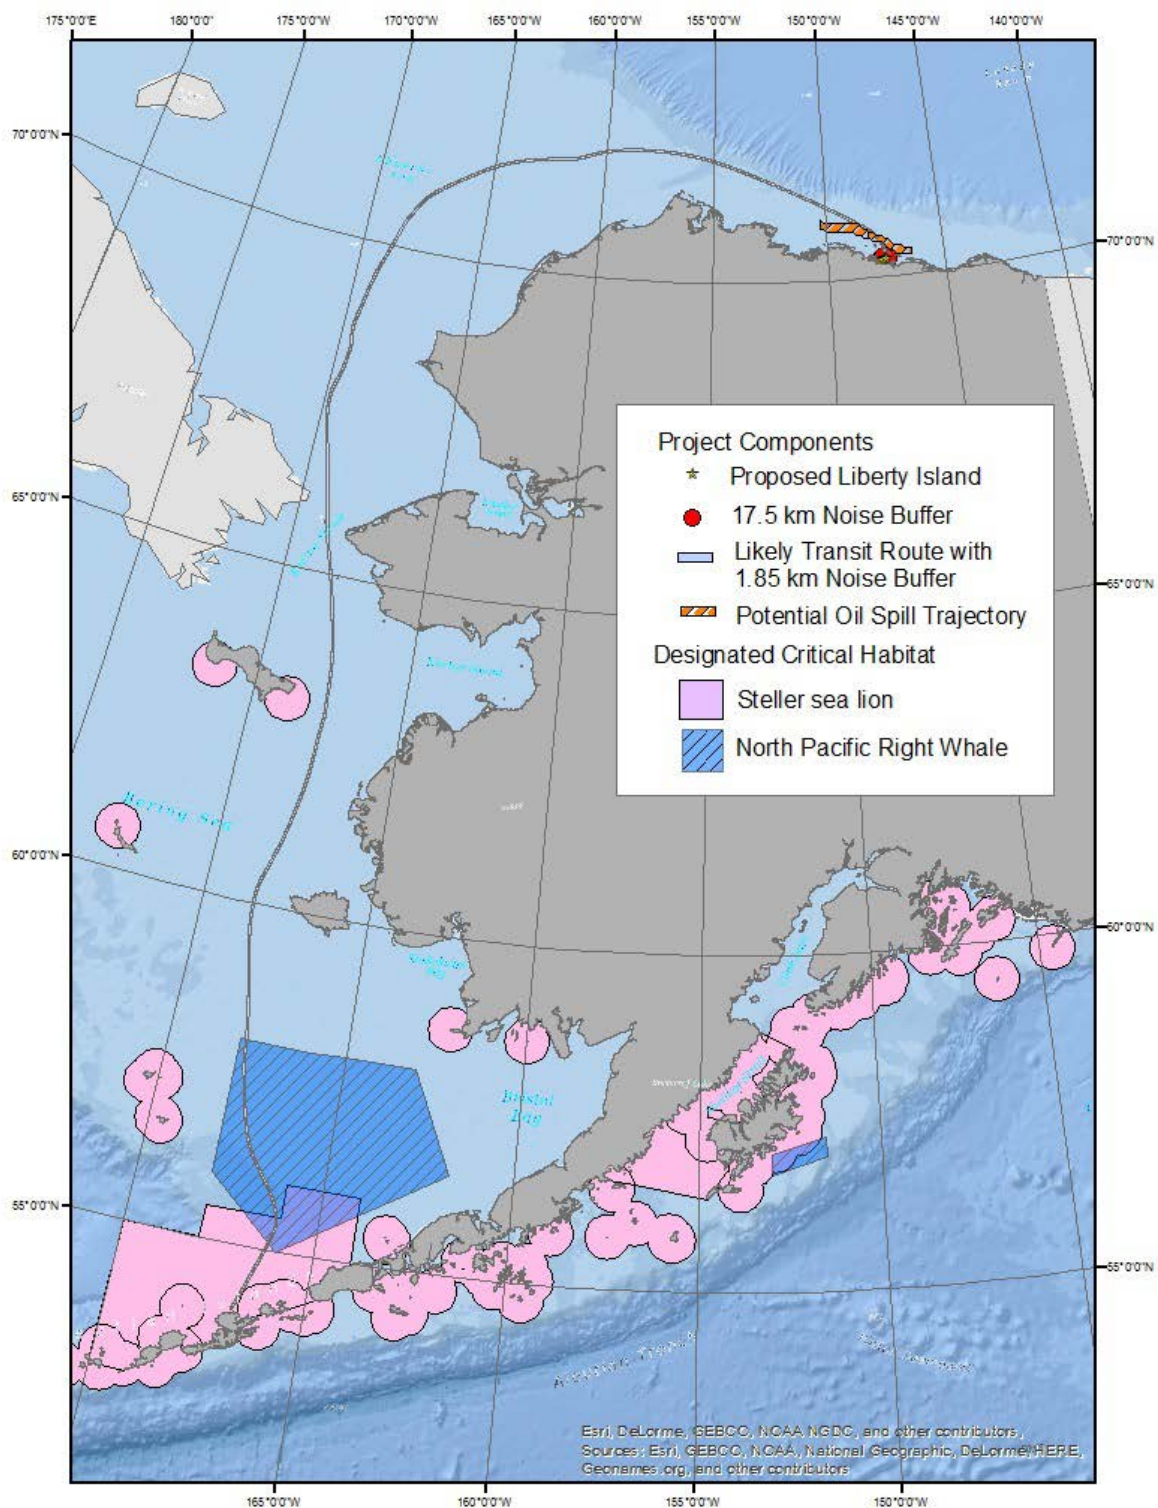 175°0'0"W 180°0'0"W 175°0'0"W 170°0'0"W 165°0'0"W 160°0'0"W 155°0'0"W 150°0'0"W 145°0'0"W 140°0'0"W
70°0'0"N
70°0'0"N
Project Components
Proposed Liberty Island
17.5 km Noise Buffer
Likely Transit Route with
1.85 km Noise Buffer
Potential Oil Spill Trajectory
Designated Critical Habitat
Steller sea lion
North Pacific Right Whale
65°0'0"N
65°0'0"N
Bering Sea
60°0'0"N
60°0'0"N
Bristol
Bay
55°0'0"N
55°0'0"N
Aleutian Trench
Esri, DeLorme, GEBCO, NOAA NGDC, and other contributors,
Sources: Esri, GEBCO, NOAA, National Geographic, DeLorme, HERE,
Geonames.org, and other contributors
165°0'0"W 160°0'0"W 155°0'0"W 150°0'0"W